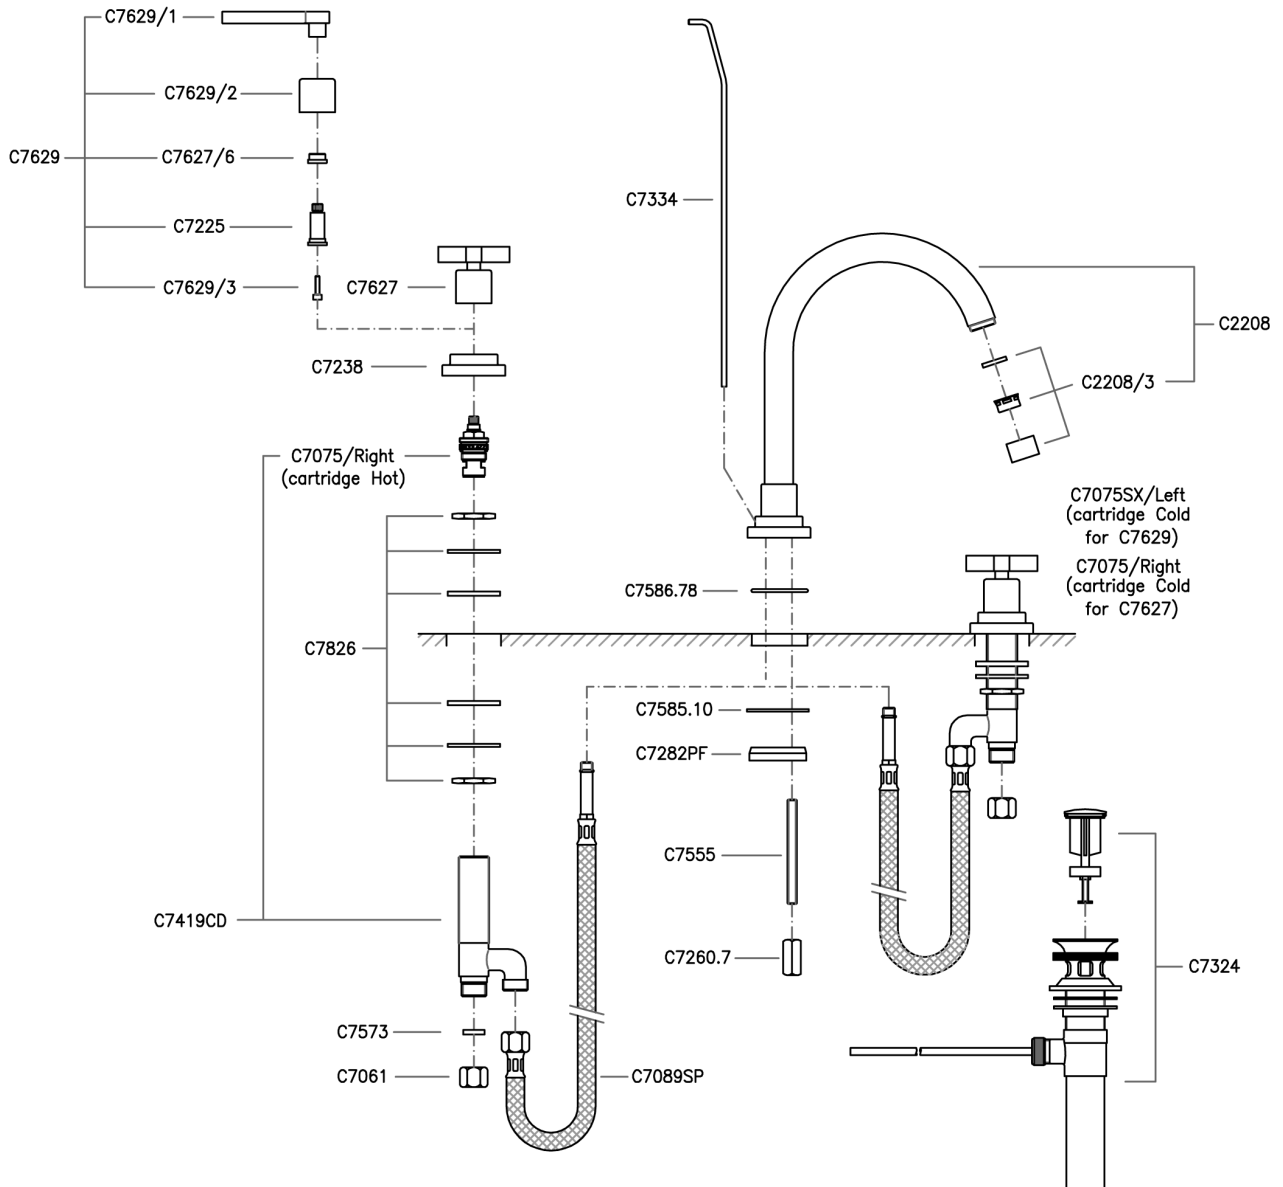 C7629/1
C7629/2
C7629
C7627/6
C7225
C7629/3
C7627
C7238
C7075/Right
(cartridge Hot)
C7826
C7419CD
C7573
C7061
C7089SP
C7334
C2208
C2208/3
C7075SX/Left
(cartridge Cold
for C7629)
C7075/Right
(cartridge Cold
for C7627)
C7586.78
C7585.10
C7282PF
C7555
C7260.7
C7324